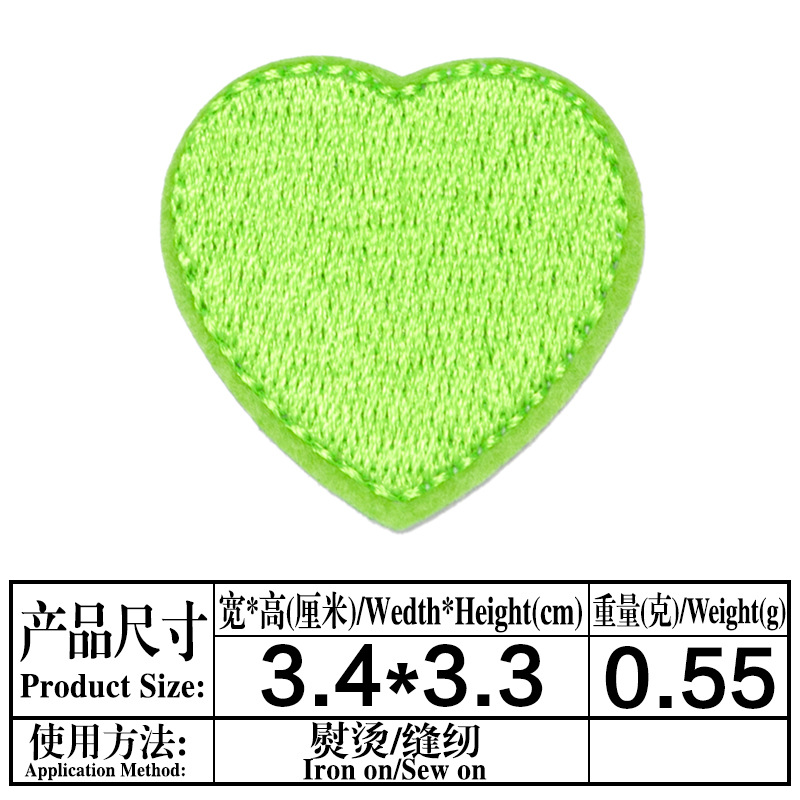 产品尺寸
Product Size:
宽*高(厘米)/Wedth*Height(cm)
3.4*3.3
重量(克)/Weight(g)
0.55
使用方法:
Application Method:
熨烫/缝纫
Iron on/Sew on